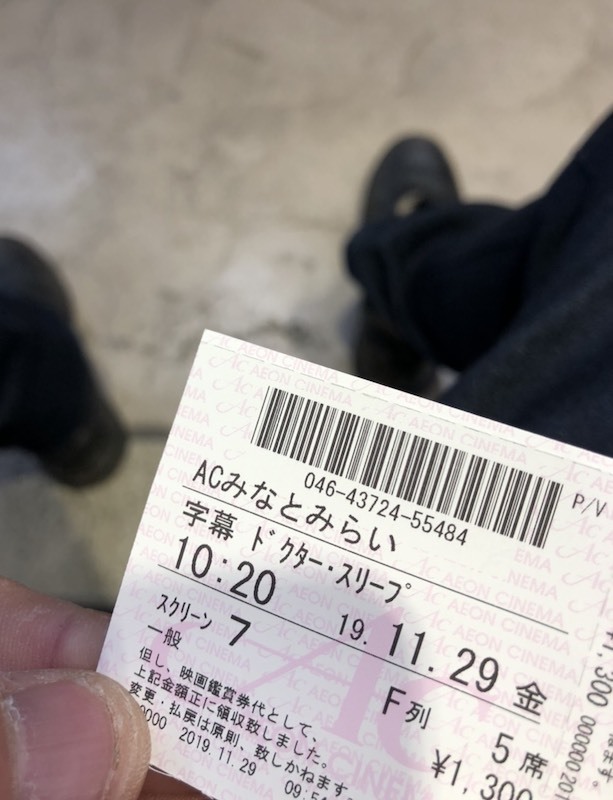 046-43724-55484
P/V
ACみなとみらい
字幕 ドクター・スリープ
10:20 19.11.29 金
スクリーン 7 F列 5席
一般 ¥1,300
但し、映画鑑賞券代として、
上記金額正に領収致しました。
変更・払戻は原則、致しかねます
0000 2019.11.29
AEON CINEMA